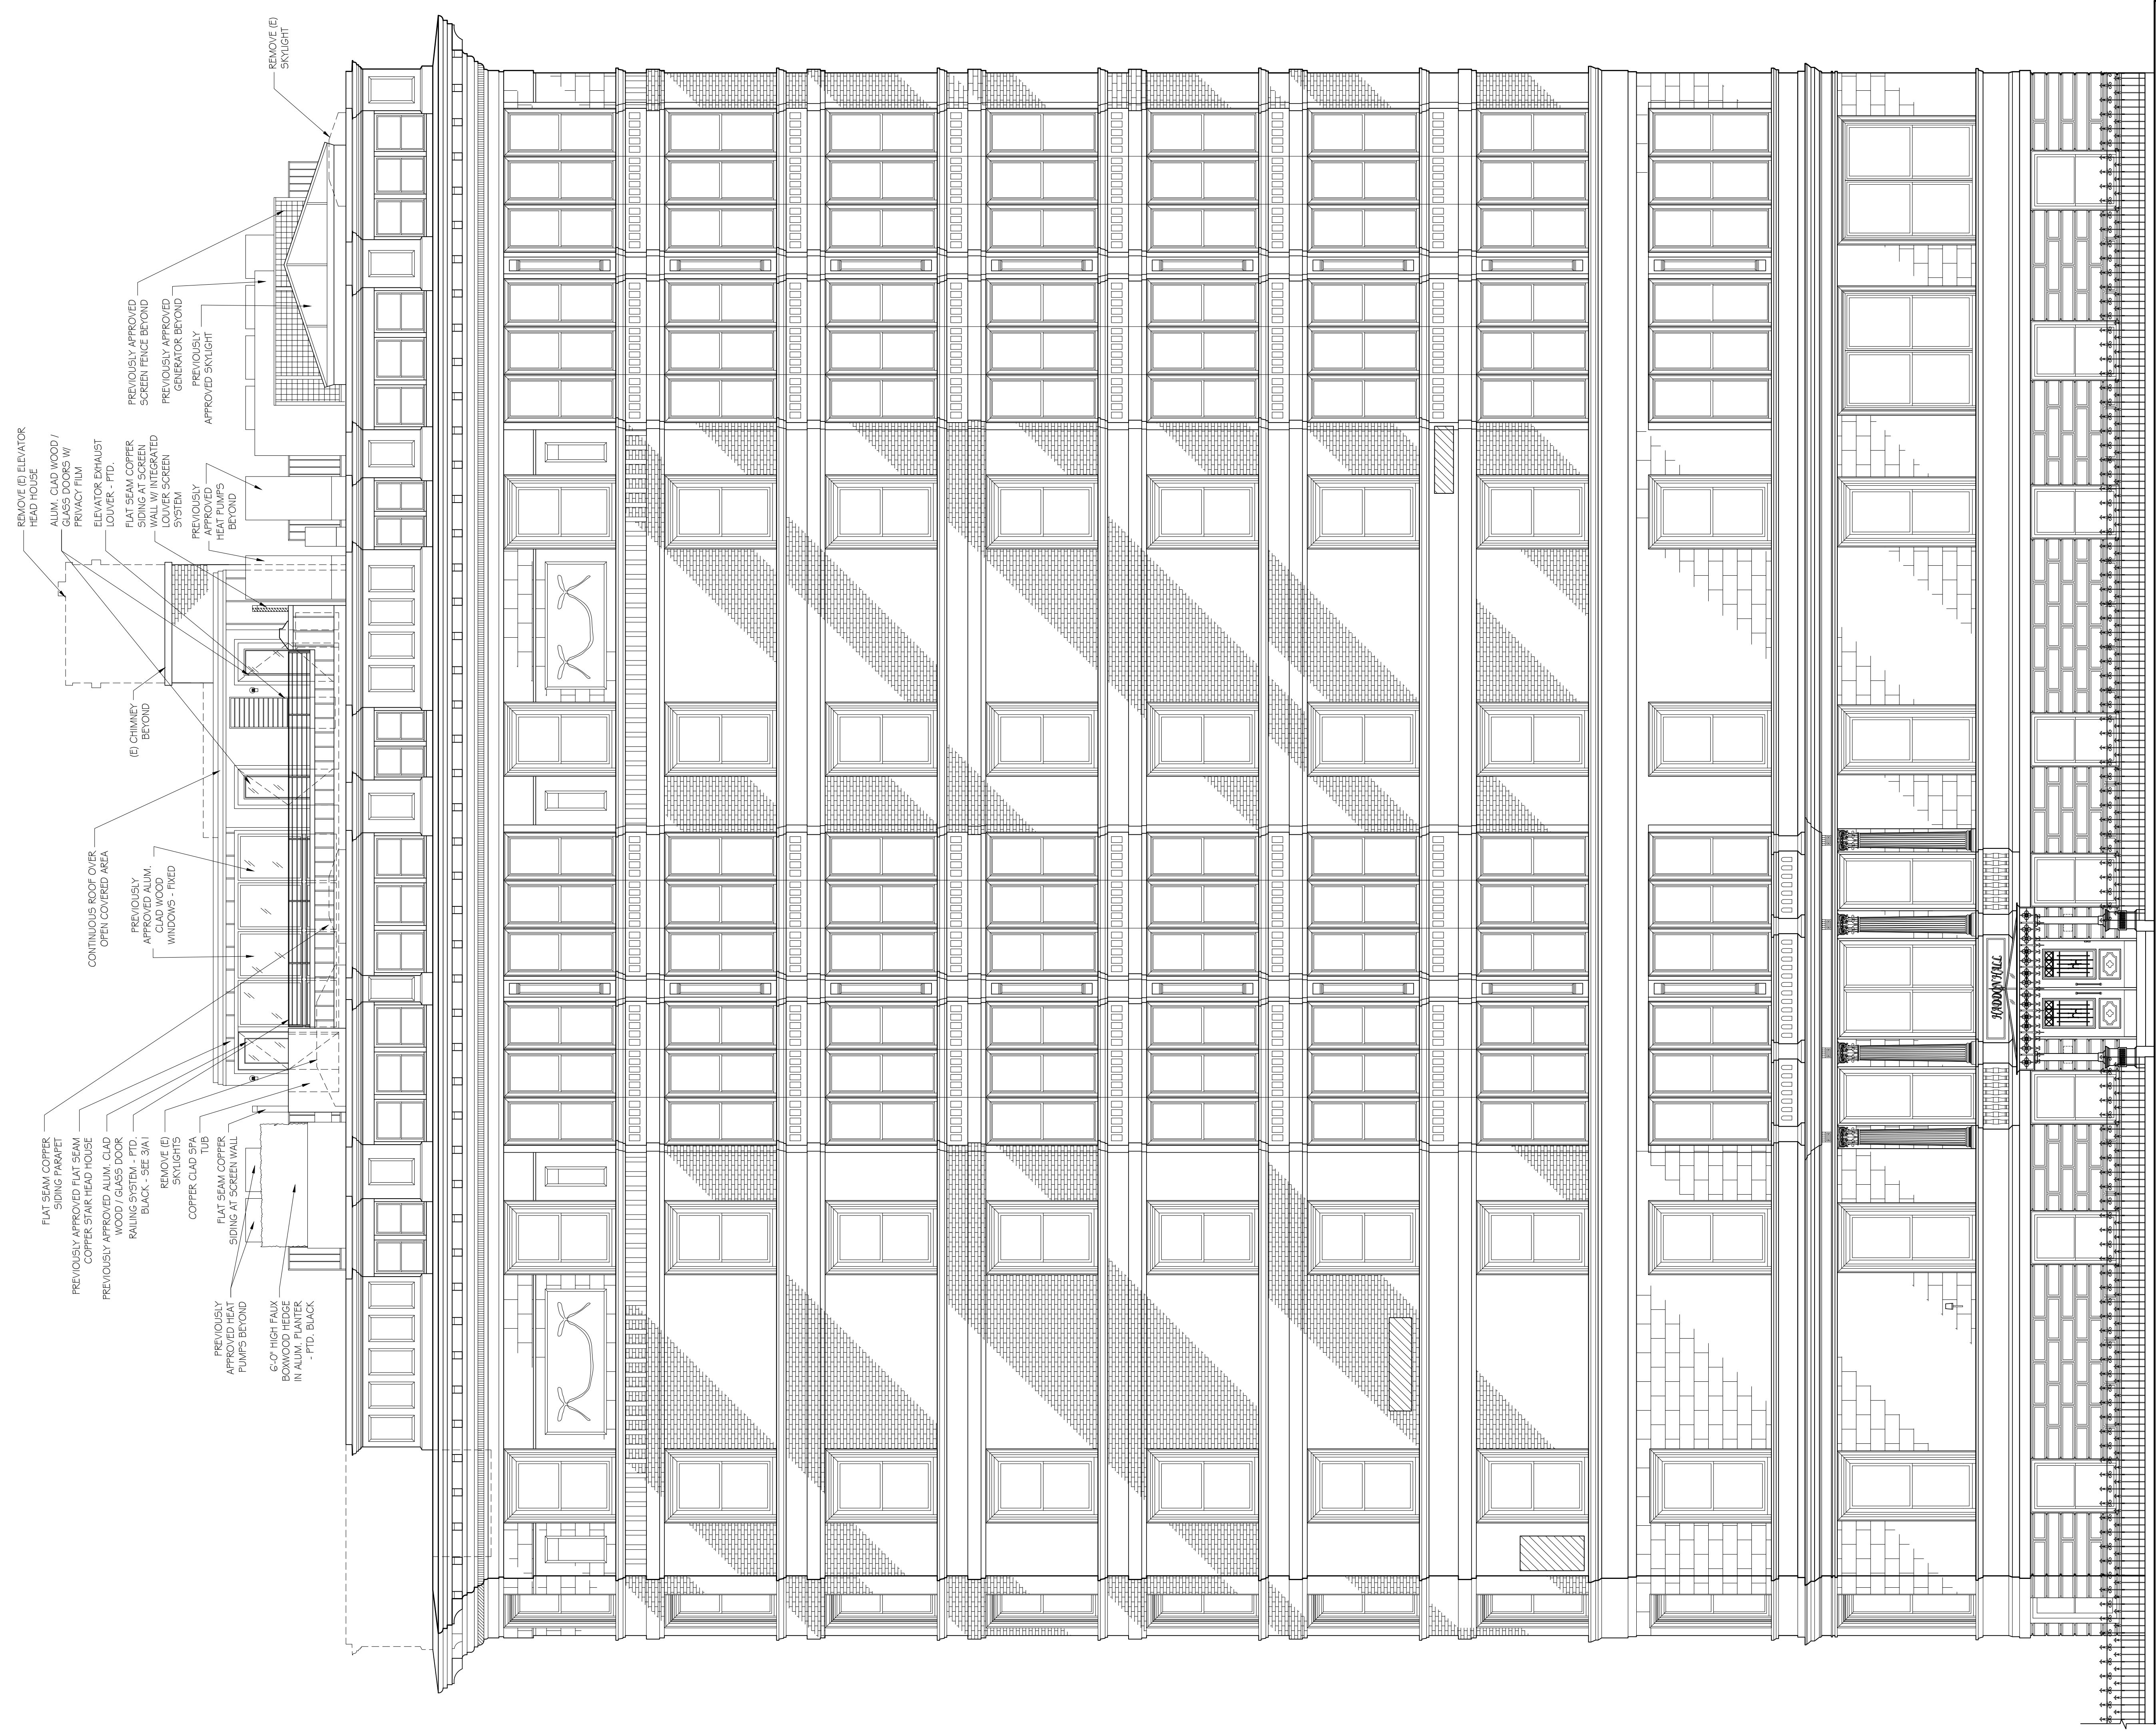 FLAT SEAM COPPER
SIDING PARAPET
PREVIOUSLY APPROVED FLAT SEAM
COPPER STAIR HEAD HOUSE
PREVIOUSLY APPROVED ALUM. CLAD
WOOD / GLASS DOOR
RAILING SYSTEM - PTD.
BLACK - SEE 3/A1
REMOVE (E)
SKYLIGHTS
COPPER CLAD SPA
TUB
FLAT SEAM COPPER
SIDING AT SCREEN WALL
PREVIOUSLY
APPROVED HEAT
PUMPS BEYOND
6'-0" HIGH FAUX
BOXWOOD HEDGE
IN ALUM. PLANTER
- PTD. BLACK
CONTINUOUS ROOF OVER
OPEN COVERED AREA
PREVIOUSLY
APPROVED ALUM.
CLAD WOOD
WINDOWS - FIXED
(E) CHIMNEY
BEYOND
REMOVE (E) ELEVATOR
HEAD HOUSE
ALUM. CLAD WOOD /
GLASS DOORS W/
PRIVACY FILM
ELEVATOR EXHAUST
LOUVER - PTD.
FLAT SEAM COPPER
SIDING AT SCREEN
WALL W/ INTEGRATED
LOUVER SCREEN
SYSTEM
PREVIOUSLY
APPROVED
HEAT PUMPS
BEYOND
PREVIOUSLY APPROVED
SCREEN FENCE BEYOND
PREVIOUSLY APPROVED
GENERATOR BEYOND
PREVIOUSLY
APPROVED SKYLIGHT
REMOVE (E)
SKYLIGHT
HADDON HALL